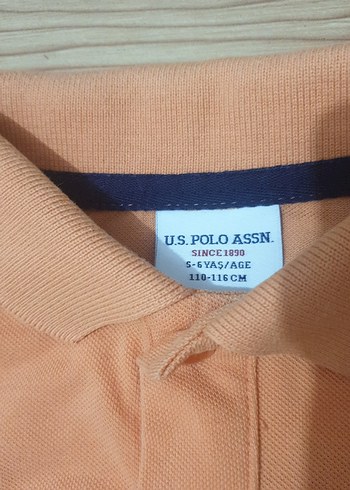 U.S. POLO ASSN.
SINCE 1890
5-6 YAŞ/AGE
110-116 CM